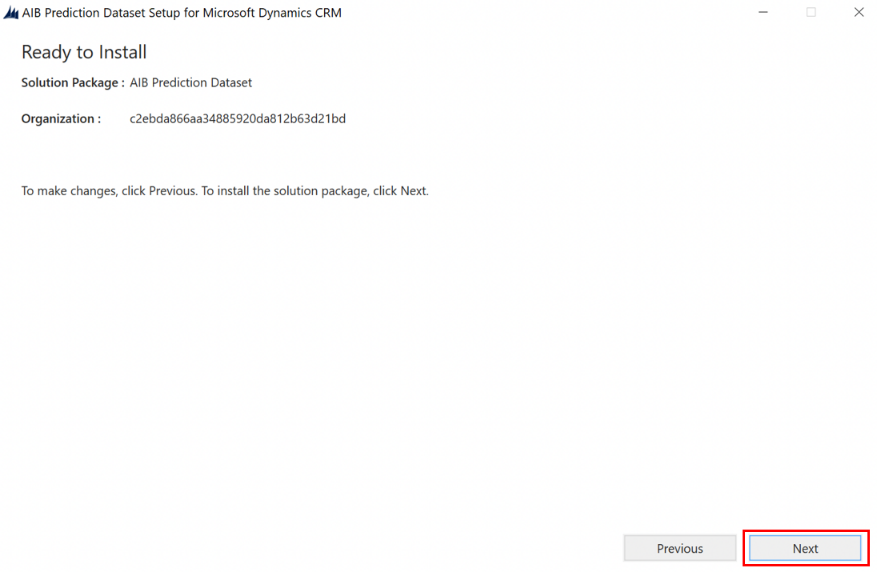 AIB Prediction Dataset Setup for Microsoft Dynamics CRM
Ready to Install
Solution Package : AIB Prediction Dataset
Organization : c2ebda866aa34885920da812b63d21bd
To make changes, click Previous. To install the solution package, click Next.
Previous Next